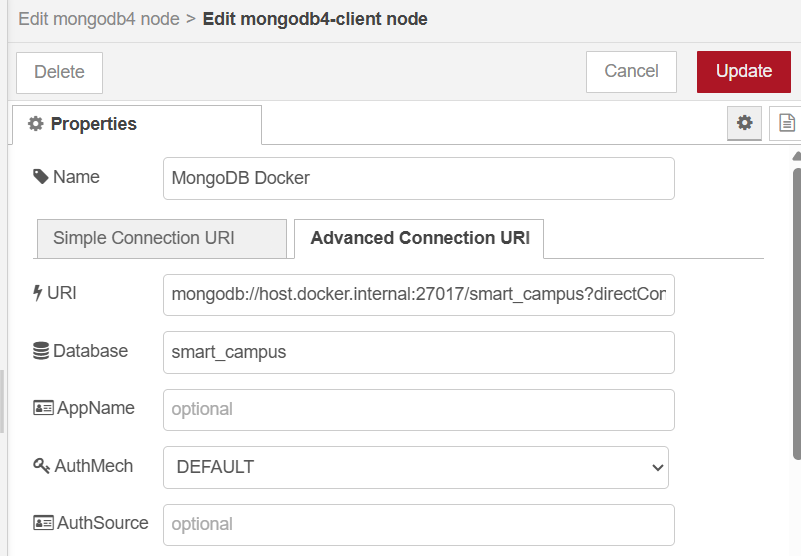 Edit mongodb4 node > Edit mongodb4-client node
Delete
Cancel
Update
Properties
Name
MongoDB Docker
Simple Connection URI
Advanced Connection URI
URI
mongodb://host.docker.internal:27017/smart_campus?directCon
Database
smart_campus
AppName
optional
AuthMech
DEFAULT
AuthSource
optional